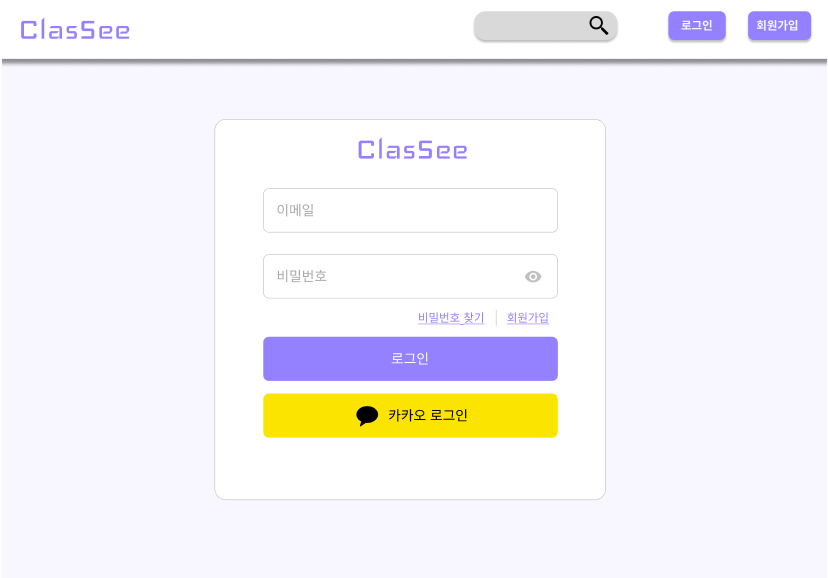 ClasSee
로그인
회원가입
ClasSee
이메일
비밀번호
비밀번호 찾기
회원가입
로그인
카카오 로그인